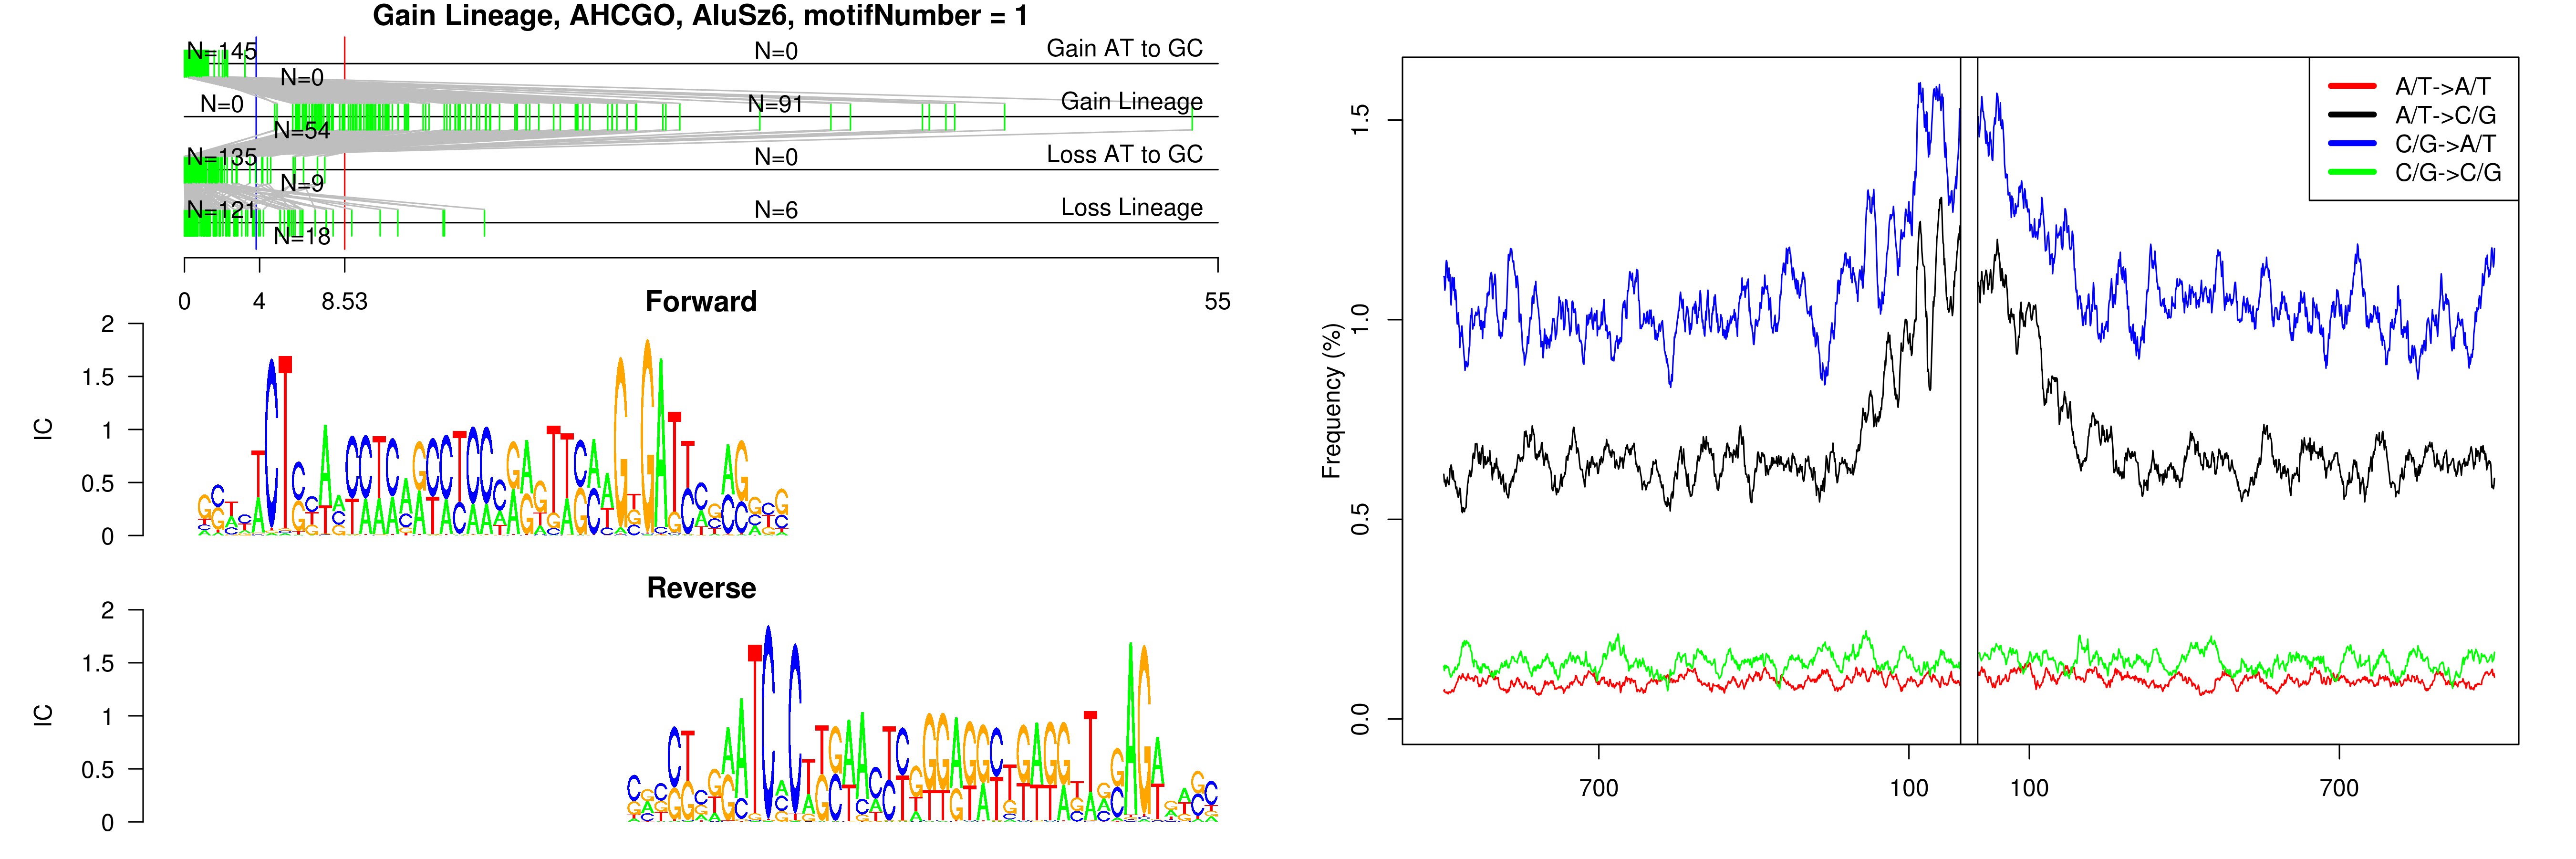 Gain Lineage, AHCGO, AluSz6, motifNumber = 1
N=145 N=0 N=0 Gain AT to GC
N=0 N=54 N=91 Gain Lineage
N=135 N=9 N=0 Loss AT to GC
N=121 N=18 N=6 Loss Lineage
0 4 8.53 55
Forward
IC
2
1.5
1
0.5
0
Reverse
IC
2
1.5
1
0.5
0
Frequency (%)
1.5
1.0
0.5
0.0
700 100 100 700
A/T->A/T
A/T->C/G
C/G->A/T
C/G->C/G